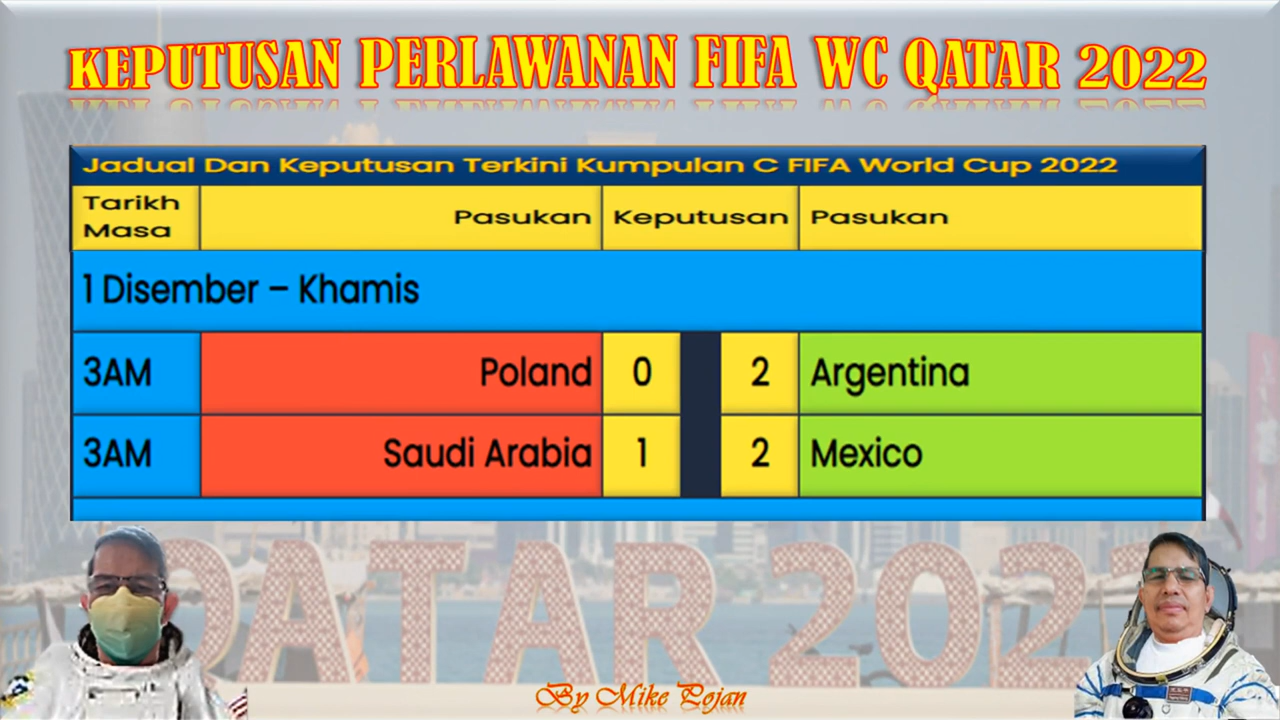 KEPUTUSAN PERLAWANAN FIFA WC QATAR 2022
Jadual Dan Keputusan Terkini Kumpulan C FIFA World Cup 2022
Tarikh
Masa
Pasukan Keputusan Pasukan
1 Disember – Khamis
3AM Poland 0 2 Argentina
3AM Saudi Arabia 1 2 Mexico
QATAR 2022
By Mike Pojan